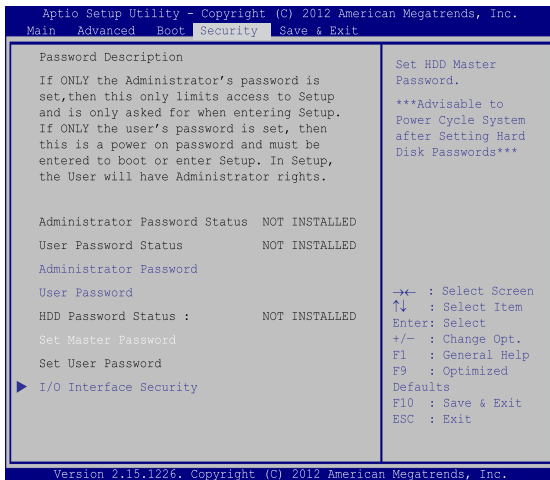 Aptio Setup Utility - Copyright (C) 2012 American Megatrends, Inc.
Main Advanced Boot Security Save & Exit
Password Description
If ONLY the Administrator's password is
set,then this only limits access to Setup
and is only asked for when entering Setup.
If ONLY the user's password is set, then
this is a power on password and must be
entered to boot or enter Setup. In Setup,
the User will have Administrator rights.
Administrator Password Status NOT INSTALLED
User Password Status NOT INSTALLED
Administrator Password
User Password
HDD Password Status : NOT INSTALLED
Set Master Password
Set User Password
▶ I/O Interface Security
Set HDD Master
Password.
***Advisable to
Power Cycle System
after Setting Hard
Disk Passwords***
→← : Select Screen
↑↓ : Select Item
Enter: Select
+/− : Change Opt.
F1 : General Help
F9 : Optimized
Defaults
F10 : Save & Exit
ESC : Exit
Version 2.15.1226. Copyright (C) 2012 American Megatrends, Inc.